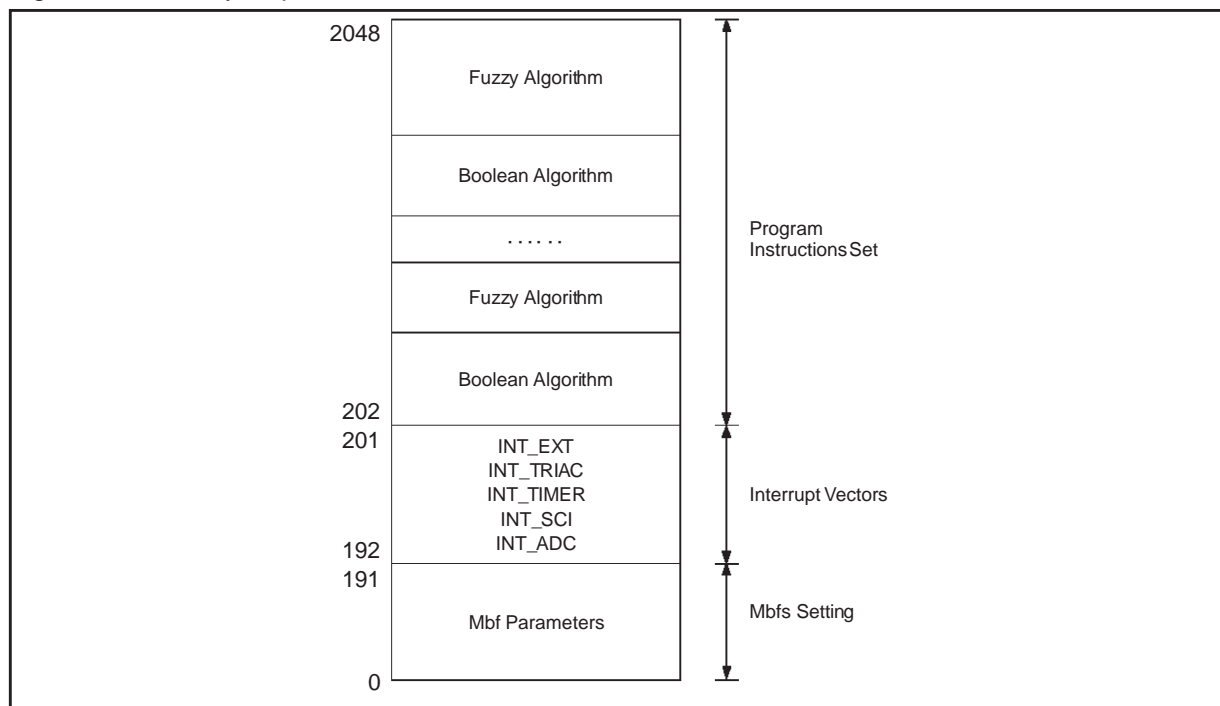 2048
Fuzzy Algorithm
Boolean Algorithm
......
Program
Instructions Set
Fuzzy Algorithm
Boolean Algorithm
202
201
INT_EXT
INT_TRIAC
INT_TIMER
INT_SCI
INT_ADC
Interrupt Vectors
192
191
Mbf Parameters
Mbfs Setting
0